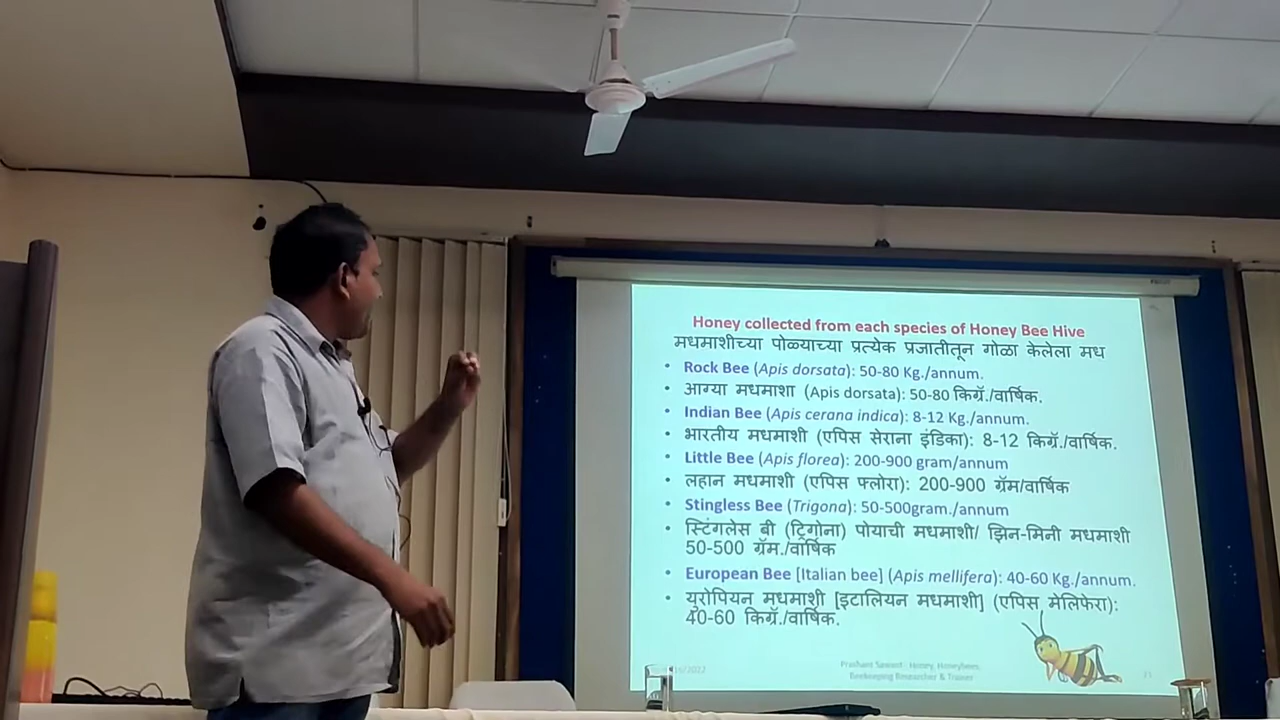 Honey collected from each species of Honey Bee Hive
मधमाशीच्या पोळ्याच्या प्रत्येक प्रजातीतून गोळा केलेला मध
• Rock Bee (Apis dorsata): 50-80 Kg./annum.
• आग्या मधमाशा (Apis dorsata): 50-80 किग्रॅ./वार्षिक.
• Indian Bee (Apis cerana indica): 8-12 Kg./annum.
• भारतीय मधमाशी (एपिस सेराना इंडिका): 8-12 किग्रॅ./वार्षिक.
• Little Bee (Apis florea): 200-900 gram/annum
• लहान मधमाशी (एपिस फ्लोरा): 200-900 ग्रॅम/वार्षिक
• Stingless Bee (Trigona): 50-500gram./annum
• स्टिंगलेस बी (ट्रिगोना) पोयाची मधमाशी/ झिन-मिनी मधमाशी
50-500 ग्रॅम./वार्षिक
• European Bee [Italian bee] (Apis mellifera): 40-60 Kg./annum.
• युरोपियन मधमाशी [इटालियन मधमाशी] (एपिस मेलिफेरा):
40-60 किग्रॅ./वार्षिक.
Prashant Sawant - Honey, Honeybees,
Beekeeping Researcher & Trainer